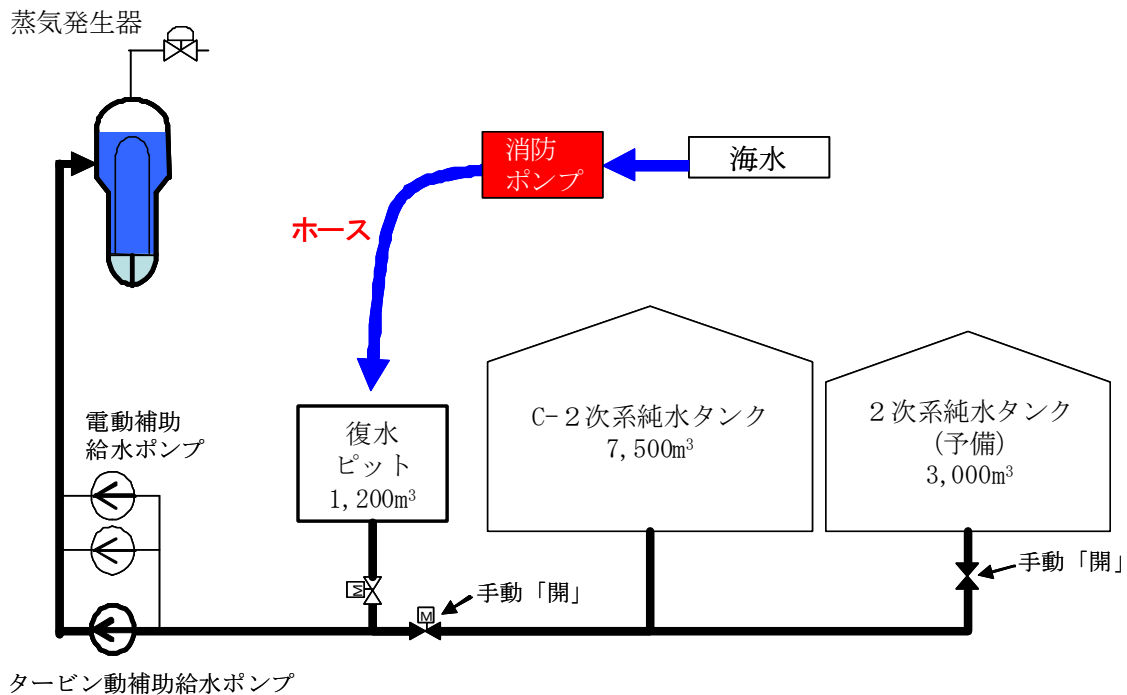 蒸気発生器
消防
ポンプ
海水
ホース
電動補助
給水ポンプ
復水
ピット
1,200m³
C-２次系純水タンク
7,500m³
２次系純水タンク
(予備)
3,000m³
手動「開」
M
手動「開」
M
タービン動補助給水ポンプ